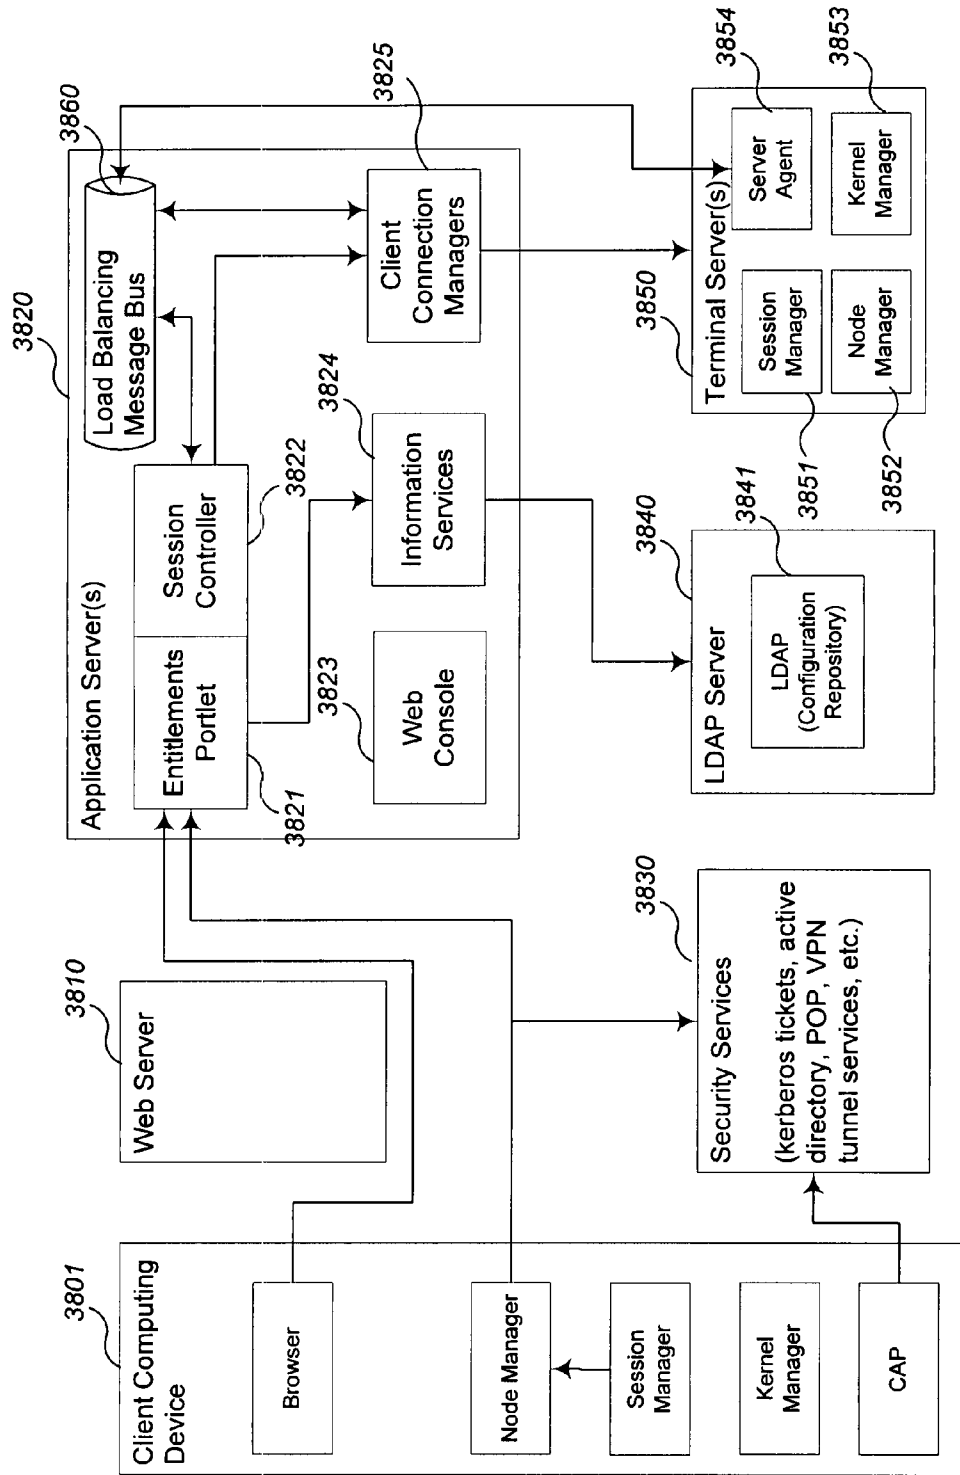 3801
Client Computing
Device
Browser
Node Manager
Session
Manager
Kernel
Manager
CAP
3810
Web Server
3830
Security Services
(kerberos tickets, active
directory, POP, VPN
tunnel services, etc.)
3820
Application Server(s)
Entitlements
Portlet
3821
Session
Controller
3822
Load Balancing
Message Bus
3860
3823
Web
Console
Information
Services
3824
Client
Connection
Managers
3825
3840
LDAP Server
LDAP
(Configuration
Repository)
3841
3850
Terminal Server(s)
Session
Manager
3851
Node
Manager
3852
Server
Agent
3854
Kernel
Manager
3853